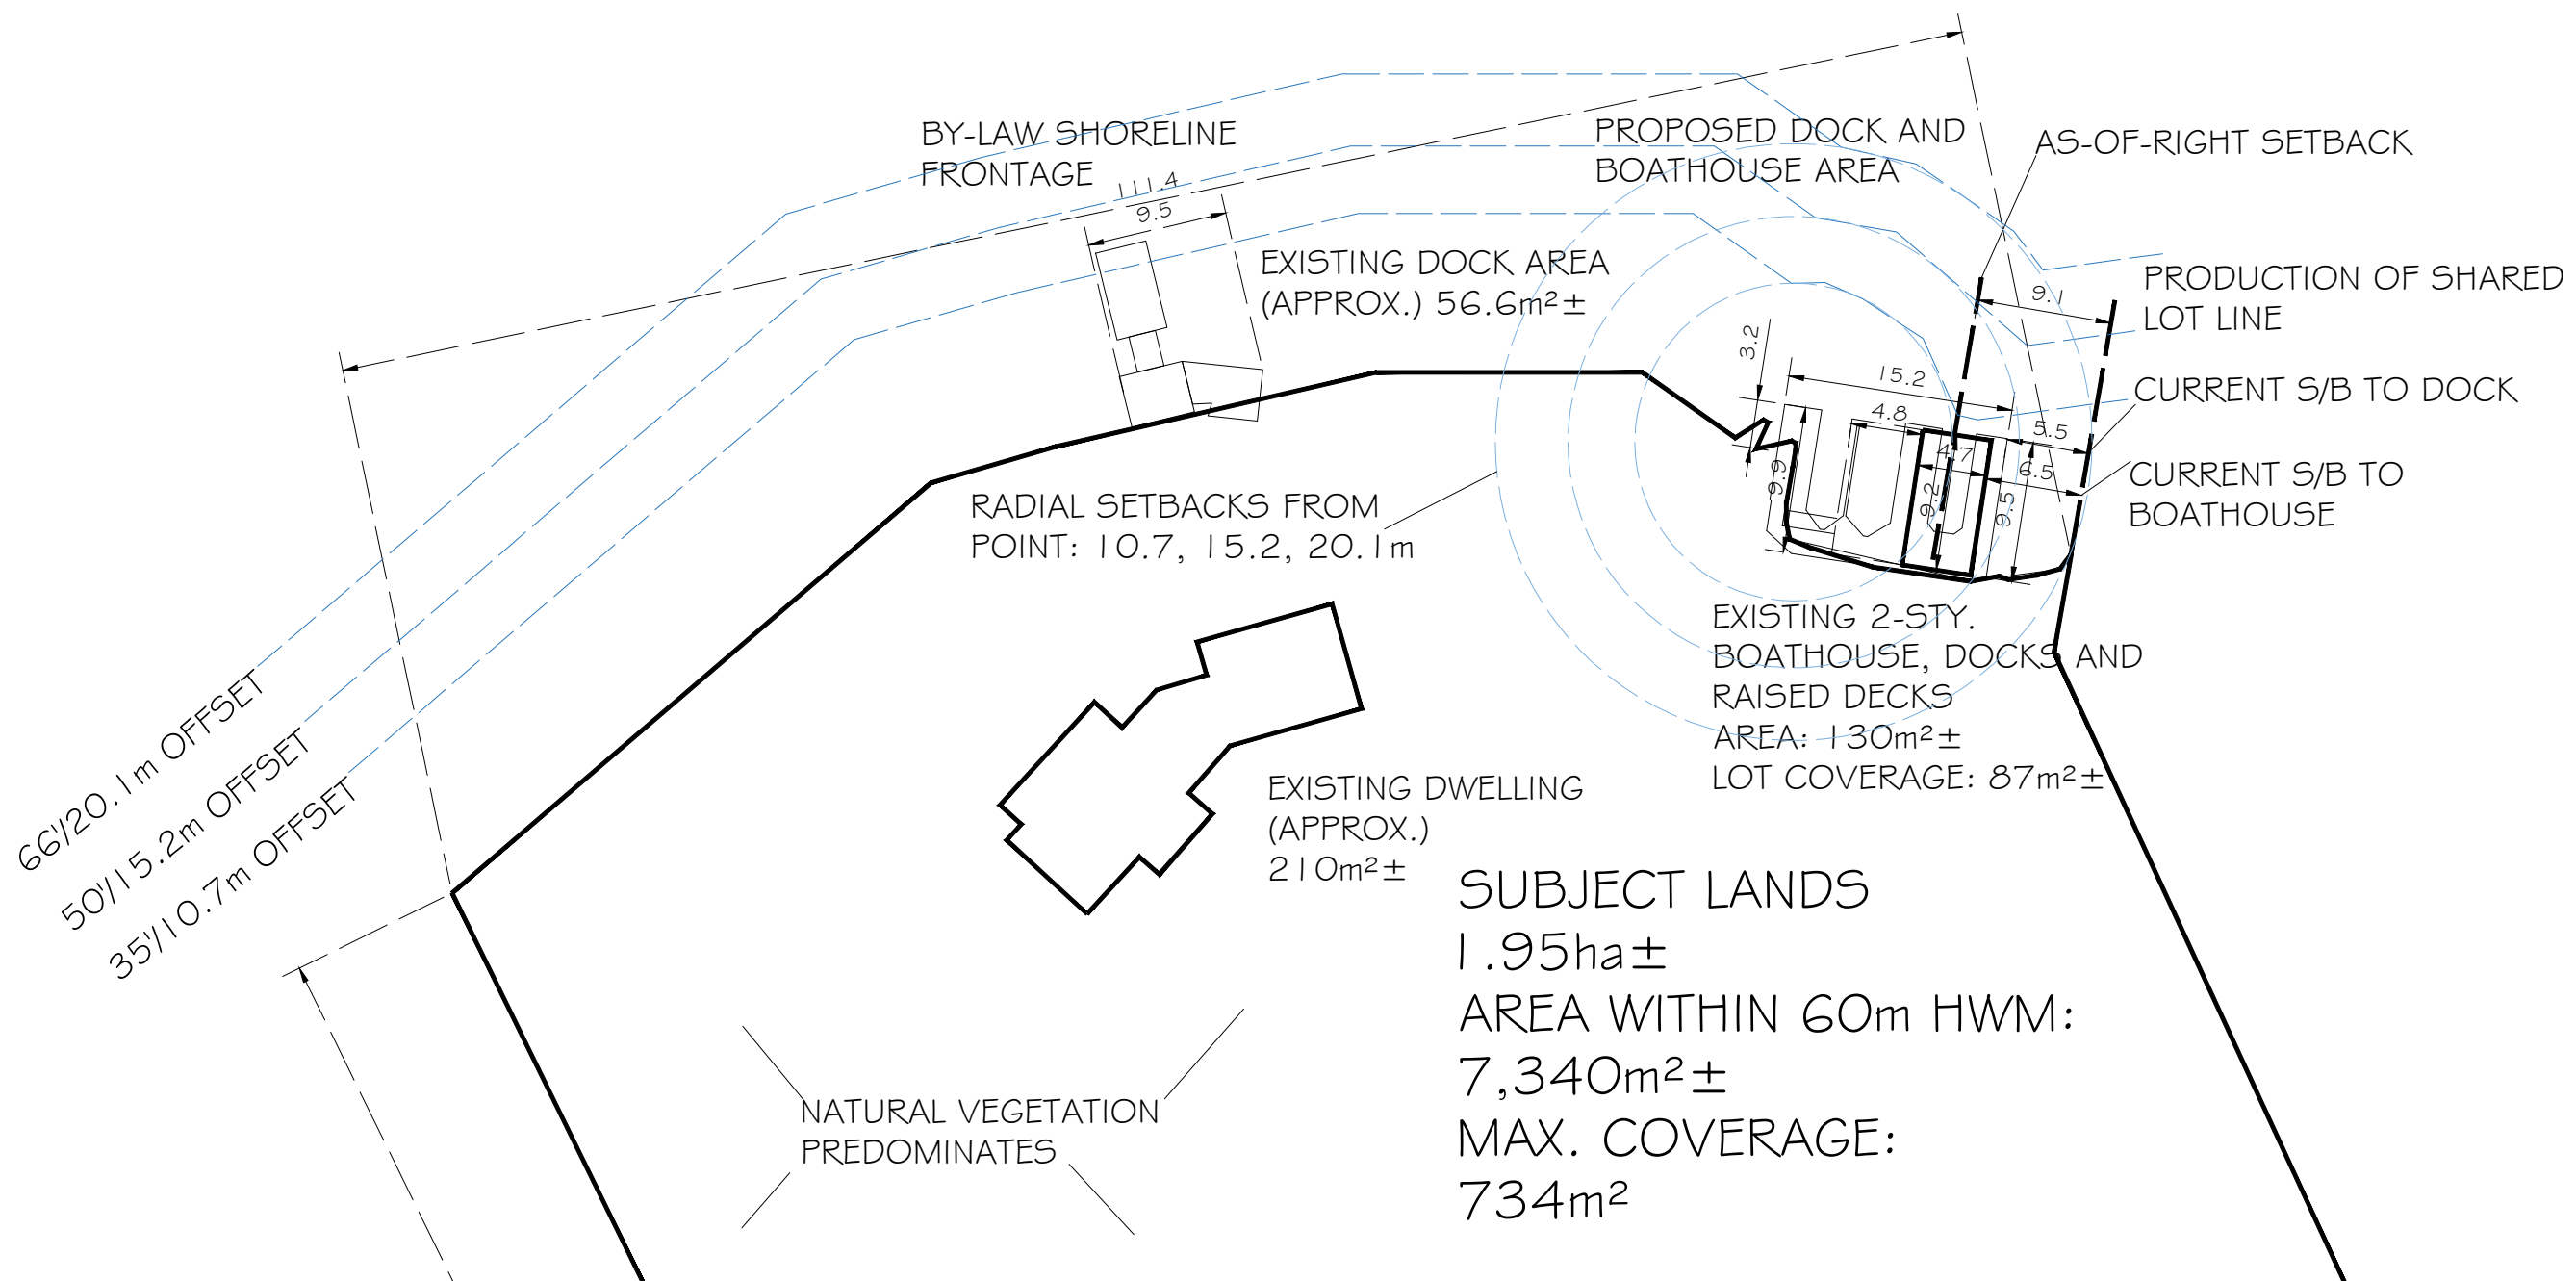 BY-LAW SHORELINE
FRONTAGE
111.4
9.5
PROPOSED DOCK AND
BOATHOUSE AREA
AS-OF-RIGHT SETBACK
EXISTING DOCK AREA
(APPROX.) 56.6m²±
9.1
PRODUCTION OF SHARED
LOT LINE
3.2
15.2
4.8
CURRENT S/B TO DOCK
5.5
4.7
6.5
9.9
9.2
9.5
CURRENT S/B TO
BOATHOUSE
RADIAL SETBACKS FROM
POINT: 10.7, 15.2, 20.1m
EXISTING 2-STY.
BOATHOUSE, DOCKS AND
RAISED DECKS
AREA: 130m²±
LOT COVERAGE: 87m²±
66'/20.1m OFFSET
50'/15.2m OFFSET
35'/10.7m OFFSET
EXISTING DWELLING
(APPROX.)
210m²±
SUBJECT LANDS
1.95ha±
AREA WITHIN 60m HWM:
7,340m²±
MAX. COVERAGE:
734m²
NATURAL VEGETATION
PREDOMINATES